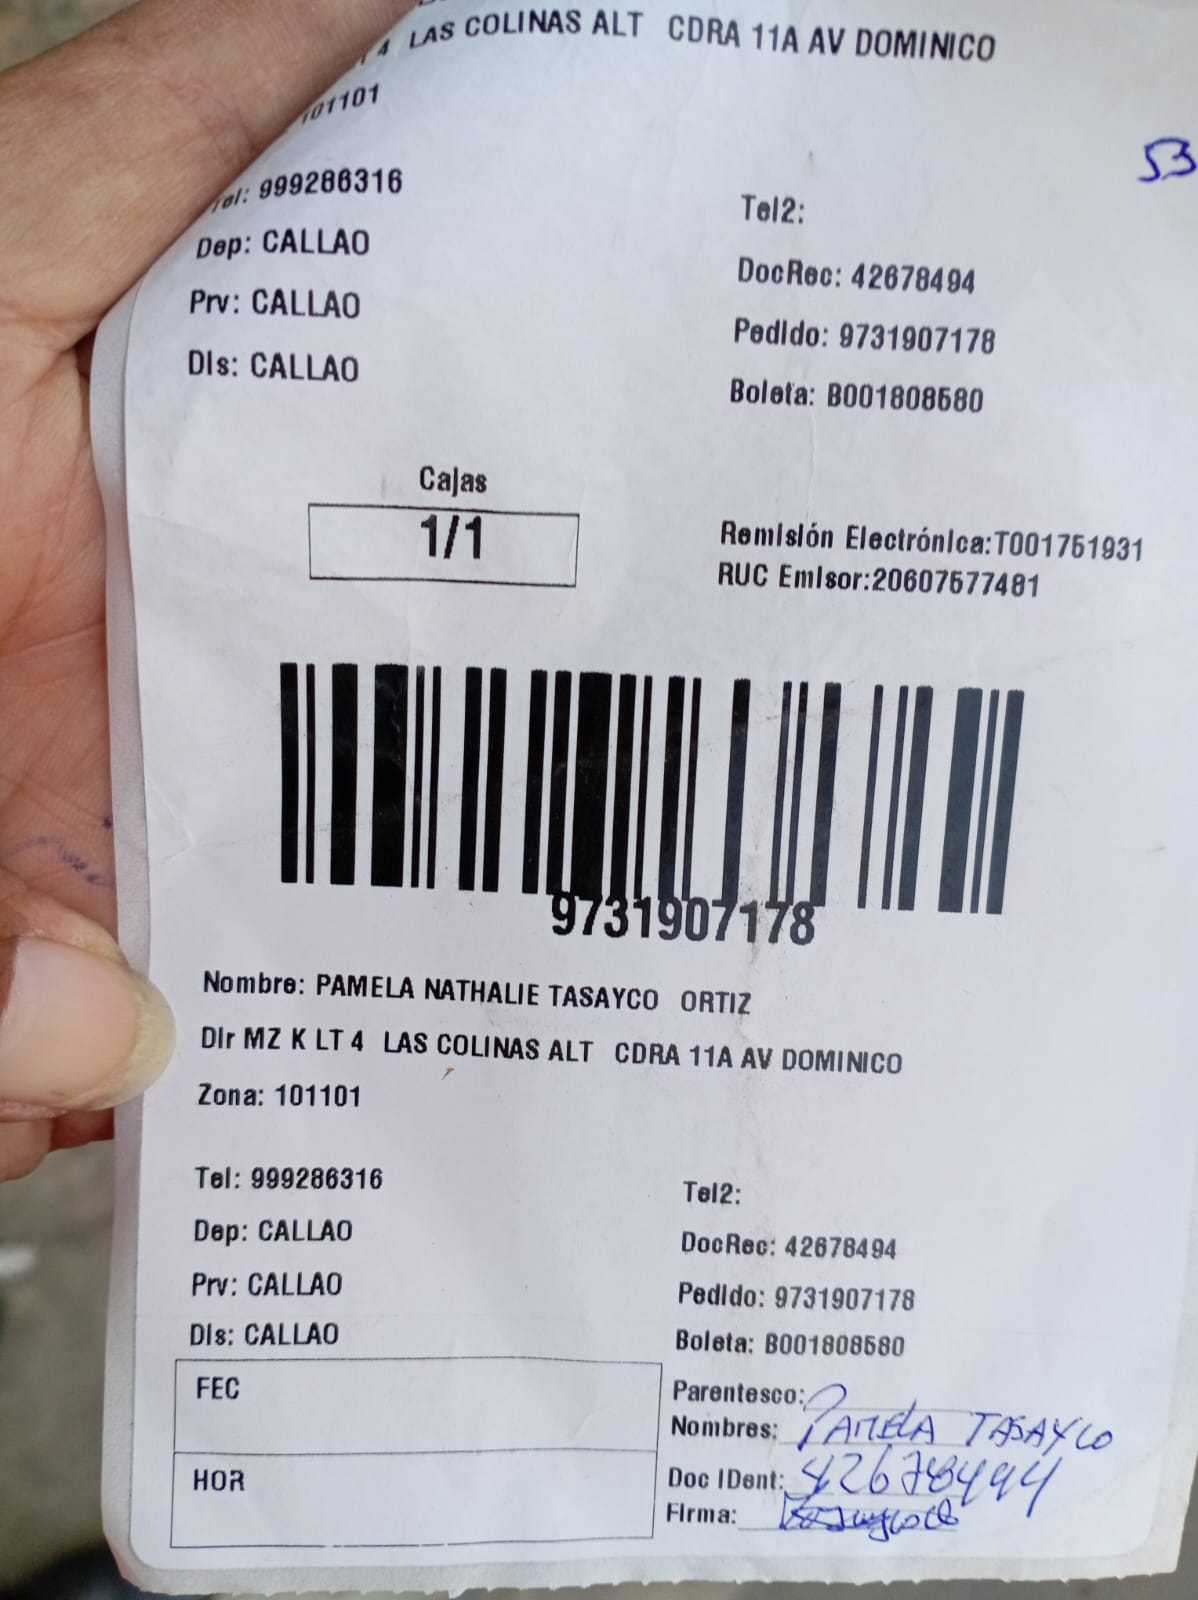 4 LAS COLINAS ALT CDRA 11A AV DOMINICO
101101
53
Tel: 999286316
Tel2:
Dep: CALLAO
DocRec: 42678494
Prv: CALLAO
Pedido: 9731907178
Dis: CALLAO
Boleta: B001808580
Cajas
1/1
Remisión Electrónica:T001751931
RUC Emisor:20607577481
9731907178
Nombre: PAMELA NATHALIE TASAYCO ORTIZ
Dir MZ K LT 4 LAS COLINAS ALT CDRA 11A AV DOMINICO
Zona: 101101
Tel: 999286316
Tel2:
Dep: CALLAO
DocRec: 42678494
Prv: CALLAO
Pedido: 9731907178
Dis: CALLAO
Boleta: B001808580
FEC
Parentesco:
Nombres: PAMELA TASAYCO
HOR
Doc IDent: 42678494
Firma: